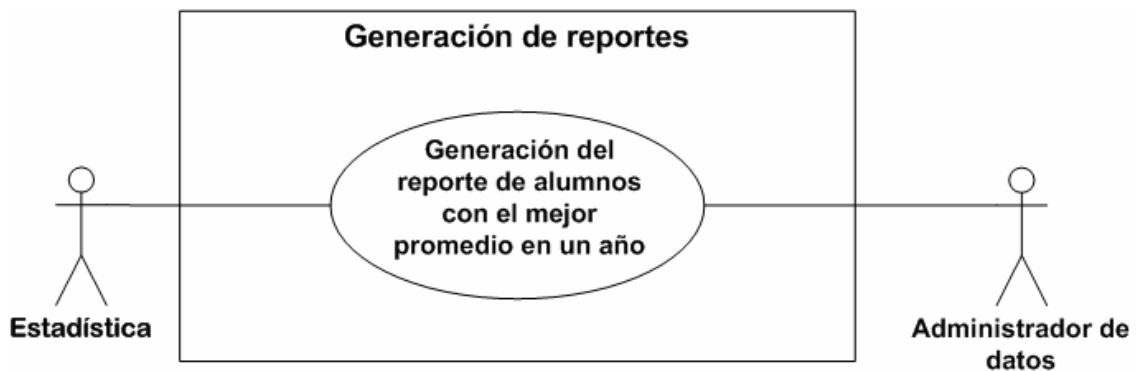 Generación de reportes
Generación del
reporte de alumnos
con el mejor
promedio en un año
Estadística
Administrador de
datos